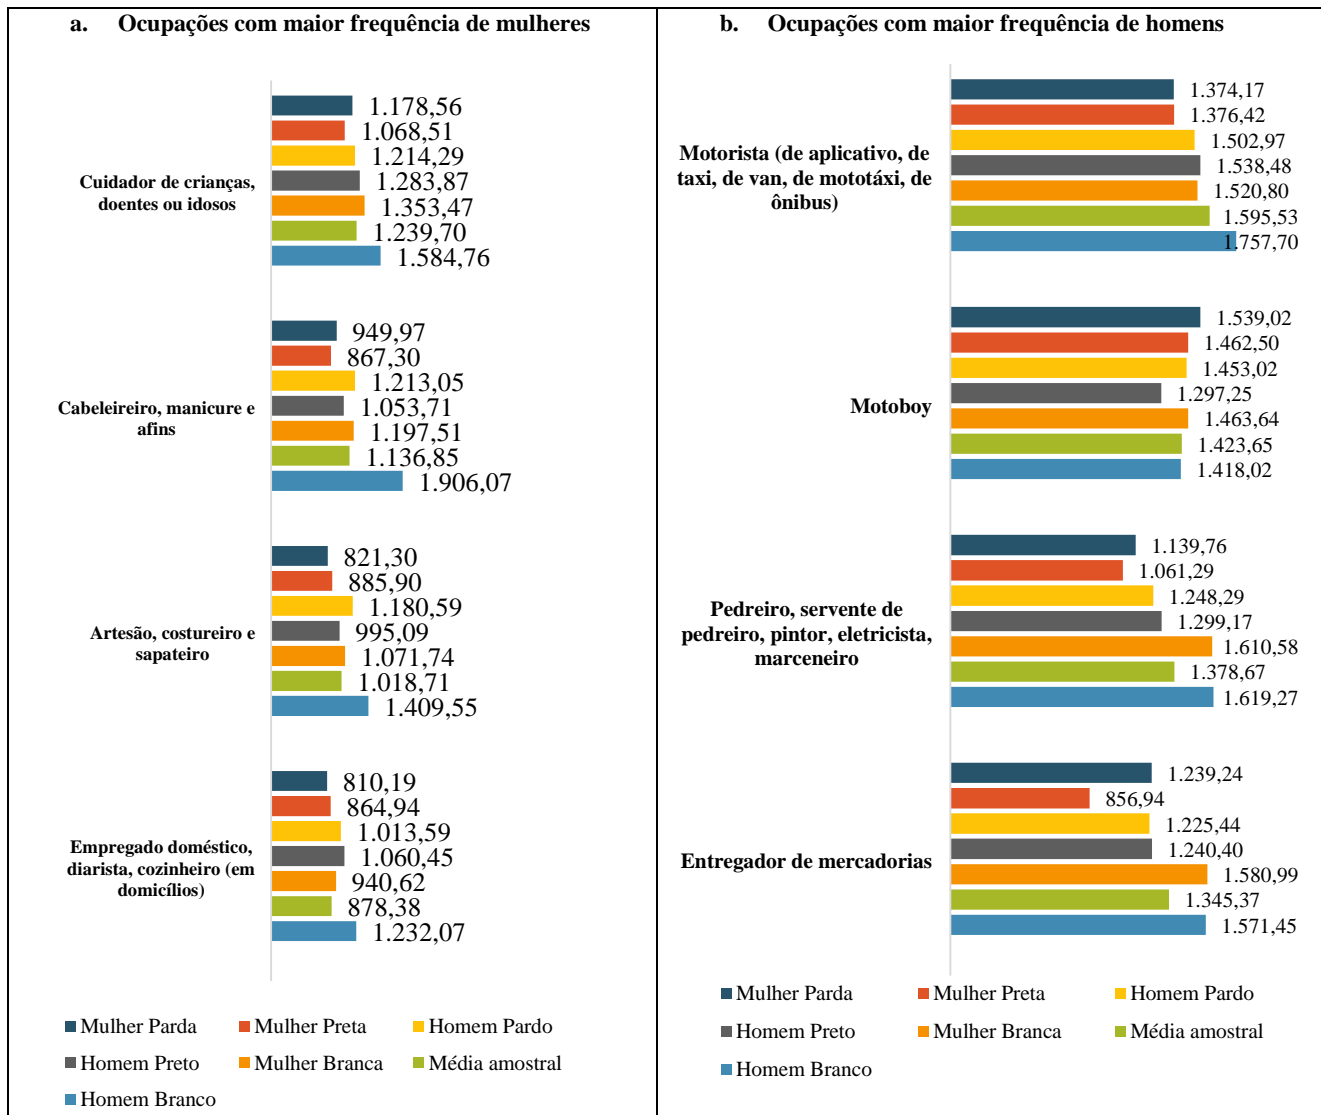 a. Ocupações com maior frequência de mulheres
1.178,56
1.068,51
1.214,29
Cuidador de crianças,
doentes ou idosos
1.283,87
1.353,47
1.239,70
1.584,76
949,97
867,30
1.213,05
Cabeleireiro, manicure e
afins
1.053,71
1.197,51
1.136,85
1.906,07
821,30
885,90
1.180,59
Artesão, costureiro e
sapateiro
995,09
1.071,74
1.018,71
1.409,55
810,19
864,94
1.013,59
Empregado doméstico,
diarista, cozinheiro (em
domicílios)
1.060,45
940,62
878,38
1.232,07
Mulher Parda Mulher Preta Homem Pardo
Homem Preto Mulher Branca Média amostral
Homem Branco
b. Ocupações com maior frequência de homens
1.374,17
1.376,42
1.502,97
Motorista (de aplicativo, de
taxi, de van, de mototáxi, de
ônibus)
1.538,48
1.520,80
1.595,53
1.757,70
1.539,02
1.462,50
1.453,02
Motoboy
1.297,25
1.463,64
1.423,65
1.418,02
1.139,76
1.061,29
1.248,29
Pedreiro, servente de
pedreiro, pintor, eletricista,
marceneiro
1.299,17
1.610,58
1.378,67
1.619,27
1.239,24
856,94
1.225,44
Entregador de mercadorias
1.240,40
1.580,99
1.345,37
1.571,45
Mulher Parda Mulher Preta Homem Pardo
Homem Preto Mulher Branca Média amostral
Homem Branco